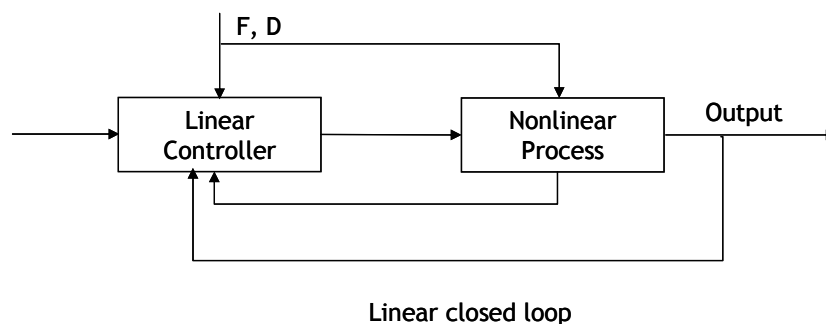 F, D
Linear
Controller
Nonlinear
Process
Output
Linear closed loop